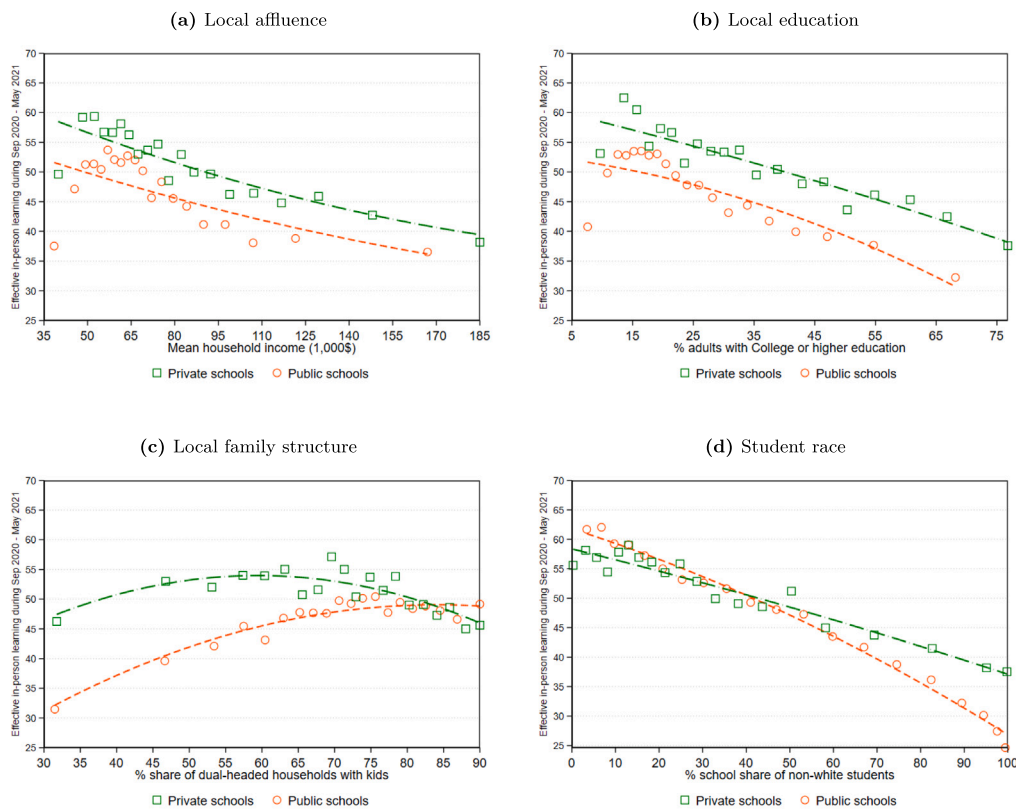 (a) Local affluence
Effective in-person learning during Sep 2020 - May 2021
70
65
60
55
50
45
40
35
30
25
35 50 65 80 95 110 125 140 155 170 185
Mean household income (1,000$)
Private schools Public schools
(b) Local education
Effective in-person learning during Sep 2020 - May 2021
70
65
60
55
50
45
40
35
30
25
5 15 25 35 45 55 65 75
% adults with College or higher education
Private schools Public schools
(c) Local family structure
Effective in-person learning during Sep 2020 - May 2021
70
65
60
55
50
45
40
35
30
25
30 35 40 45 50 55 60 65 70 75 80 85 90
% share of dual-headed households with kids
Private schools Public schools
(d) Student race
Effective in-person learning during Sep 2020 - May 2021
70
65
60
55
50
45
40
35
30
25
0 10 20 30 40 50 60 70 80 90 100
% school share of non-white students
Private schools Public schools